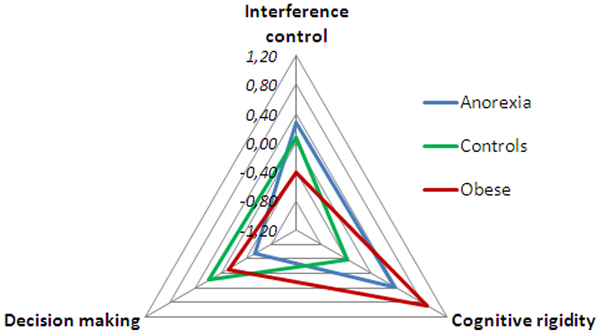 Interference
control
1,20
0,80
0,40
0,00
-0,40
-0,80
-1,20
Anorexia
Controls
Obese
Decision making
Cognitive rigidity